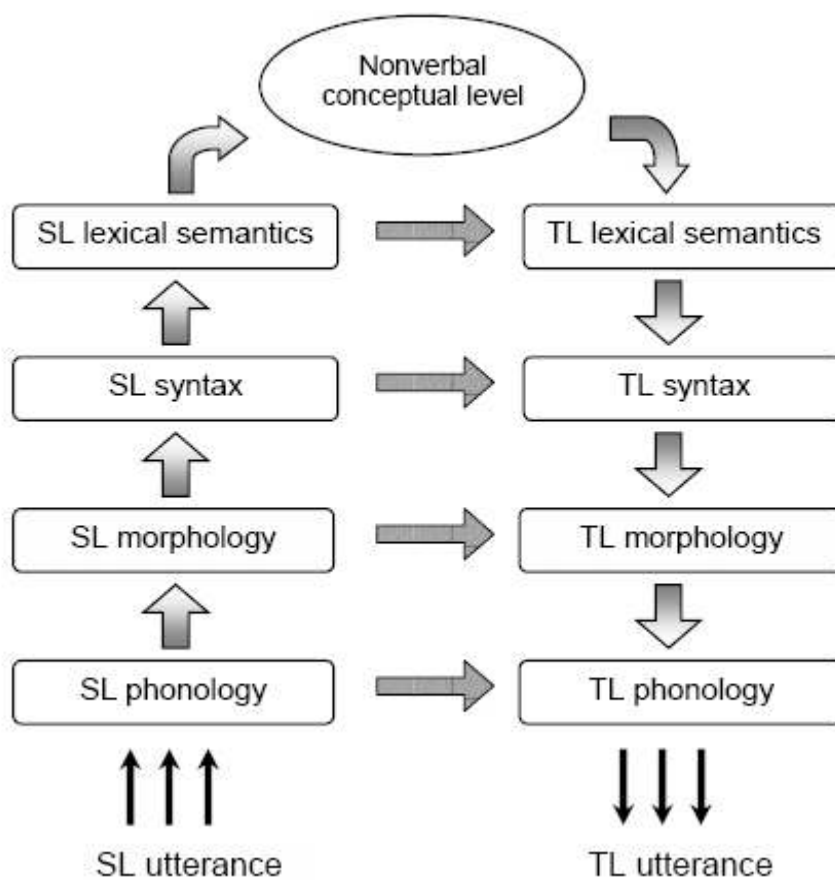 Nonverbal
conceptual level
SL lexical semantics
TL lexical semantics
SL syntax
TL syntax
SL morphology
TL morphology
SL phonology
TL phonology
SL utterance
TL utterance